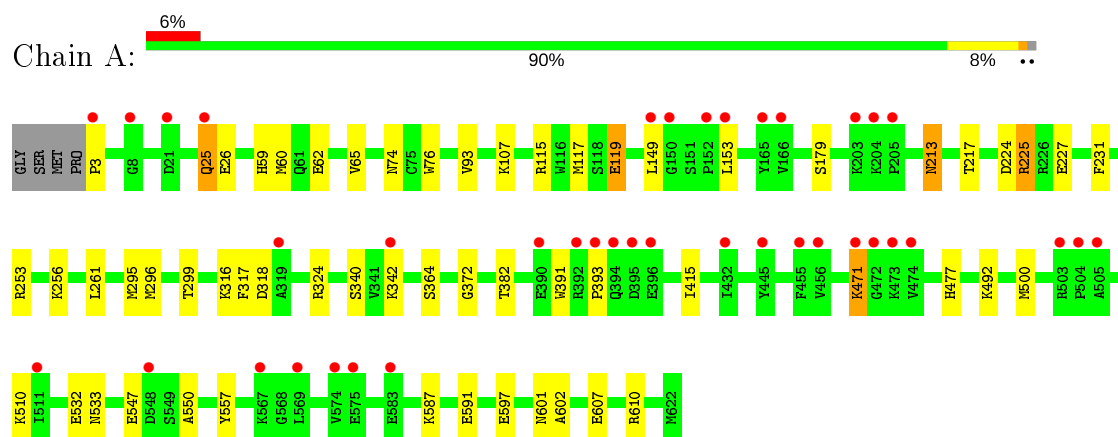 6%
Chain A:
90% 8% ••
GLY SER MET PRO P3 G8 D21 Q25 E26 H59 M60 Q61 E62 V65 N74 C75 W76 V93 K107 R115 W116 M117 S118 E119 L149 G150 S151 P152 L153 Y165 V166 S179 K203 K204 P205 N213 T217 D224 R225 R226 E227 F231
R253 K256 L261 M295 M296 T299 K316 F317 D318 A319 R324 S340 V341 K342 S364 G372 T382 E390 W391 R392 P393 Q394 D395 E396 I415 I432 Y445 F455 V456 K471 G472 K473 V474 H477 K492 M500 R503 P504 A505
K510 I511 E532 N533 E547 D548 S549 A550 Y557 K567 G568 L569 V574 E575 E583 K587 E591 E597 N601 A602 E607 R610 M622